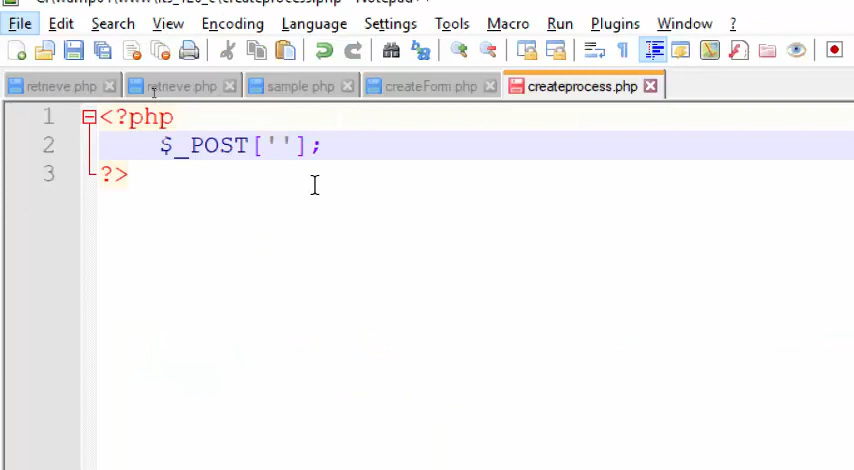 File Edit Search View Encoding Language Settings Tools Macro Run Plugins Window ?
retrieve.php retrieve.php sample.php createForm.php createprocess.php
1 <?php
2 $_POST[''];
3 ?>